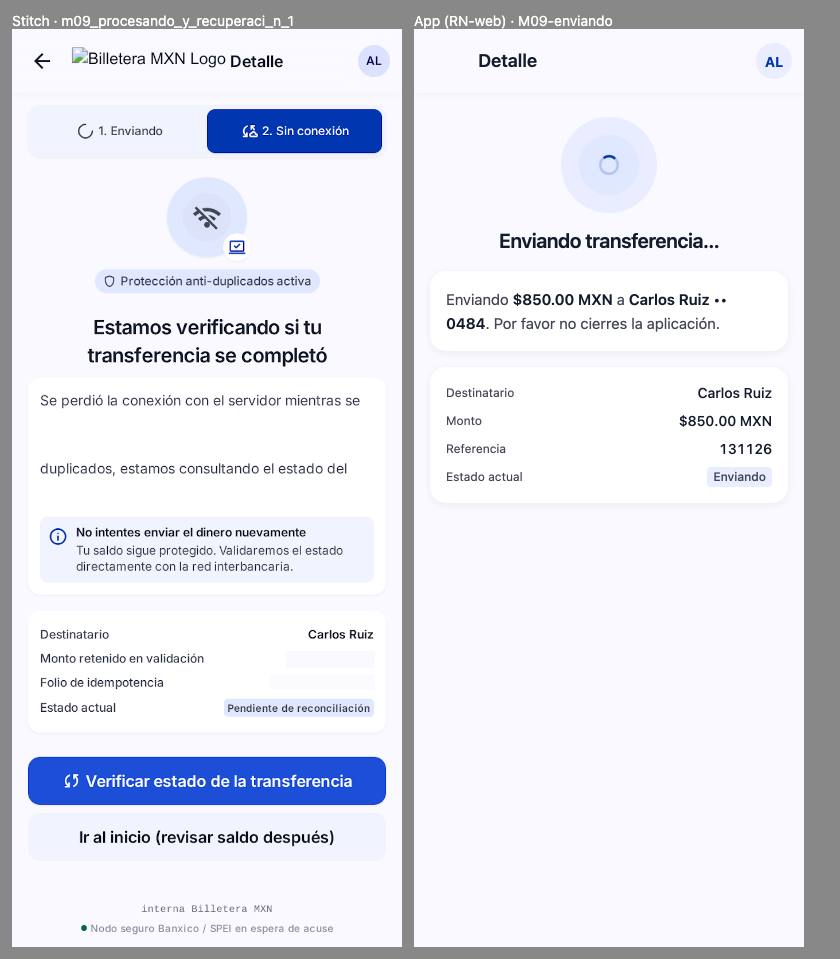 Stitch · m09_procesando_y_recuperaci_n_1
Billetera MXN Logo Detalle
AL
1. Enviando
2. Sin conexión
Protección anti-duplicados activa
Estamos verificando si tu
transferencia se completó
Se perdió la conexión con el servidor mientras se
duplicados, estamos consultando el estado del
No intentes enviar el dinero nuevamente
Tu saldo sigue protegido. Validaremos el estado
directamente con la red interbancaria.
Destinatario Carlos Ruiz
Monto retenido en validación
Folio de idempotencia
Estado actual Pendiente de reconciliación
Verificar estado de la transferencia
Ir al inicio (revisar saldo después)
interna Billetera MXN
Nodo seguro Banxico / SPEI en espera de acuse
App (RN-web) · M09-enviando
Detalle
AL
Enviando transferencia...
Enviando $850.00 MXN a Carlos Ruiz ••
0484. Por favor no cierres la aplicación.
Destinatario Carlos Ruiz
Monto $850.00 MXN
Referencia 131126
Estado actual Enviando